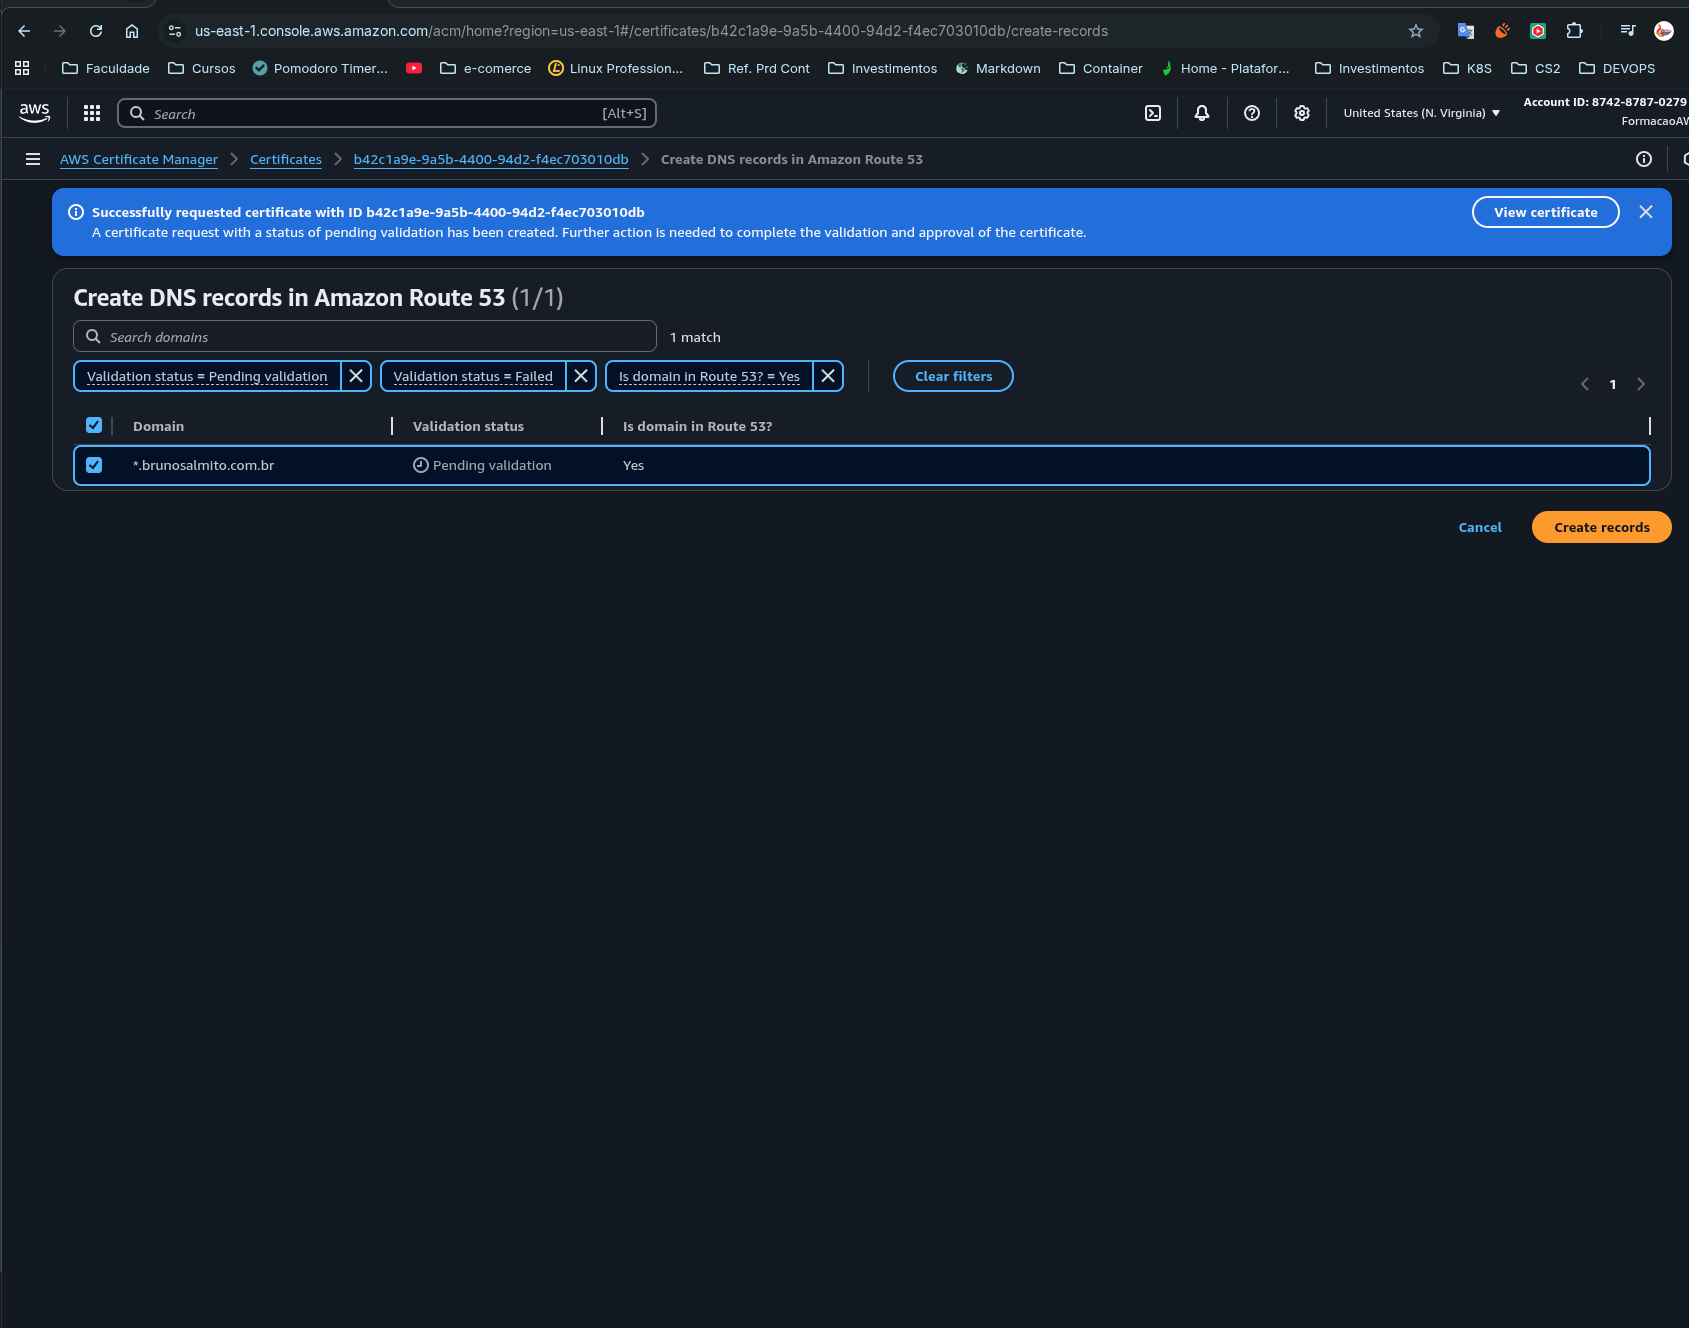 us-east-1.console.aws.amazon.com/acm/home?region=us-east-1#/certificates/b42c1a9e-9a5b-4400-94d2-f4ec703010db/create-records
Faculdade Cursos Pomodoro Timer... e-comerce Linux Profession... Ref. Prd Cont Investimentos Markdown Container Home - Platafor... Investimentos K8S CS2 DEVOPS
aws Search [Alt+S] United States (N. Virginia) Account ID: 8742-8787-0279
FormacaoAW
AWS Certificate Manager Certificates b42c1a9e-9a5b-4400-94d2-f4ec703010db Create DNS records in Amazon Route 53
Successfully requested certificate with ID b42c1a9e-9a5b-4400-94d2-f4ec703010db View certificate
A certificate request with a status of pending validation has been created. Further action is needed to complete the validation and approval of the certificate.
Create DNS records in Amazon Route 53 (1/1)
Search domains 1 match
Validation status = Pending validation Validation status = Failed Is domain in Route 53? = Yes Clear filters 1
Domain Validation status Is domain in Route 53?
*.brunosalmito.com.br Pending validation Yes
Cancel Create records